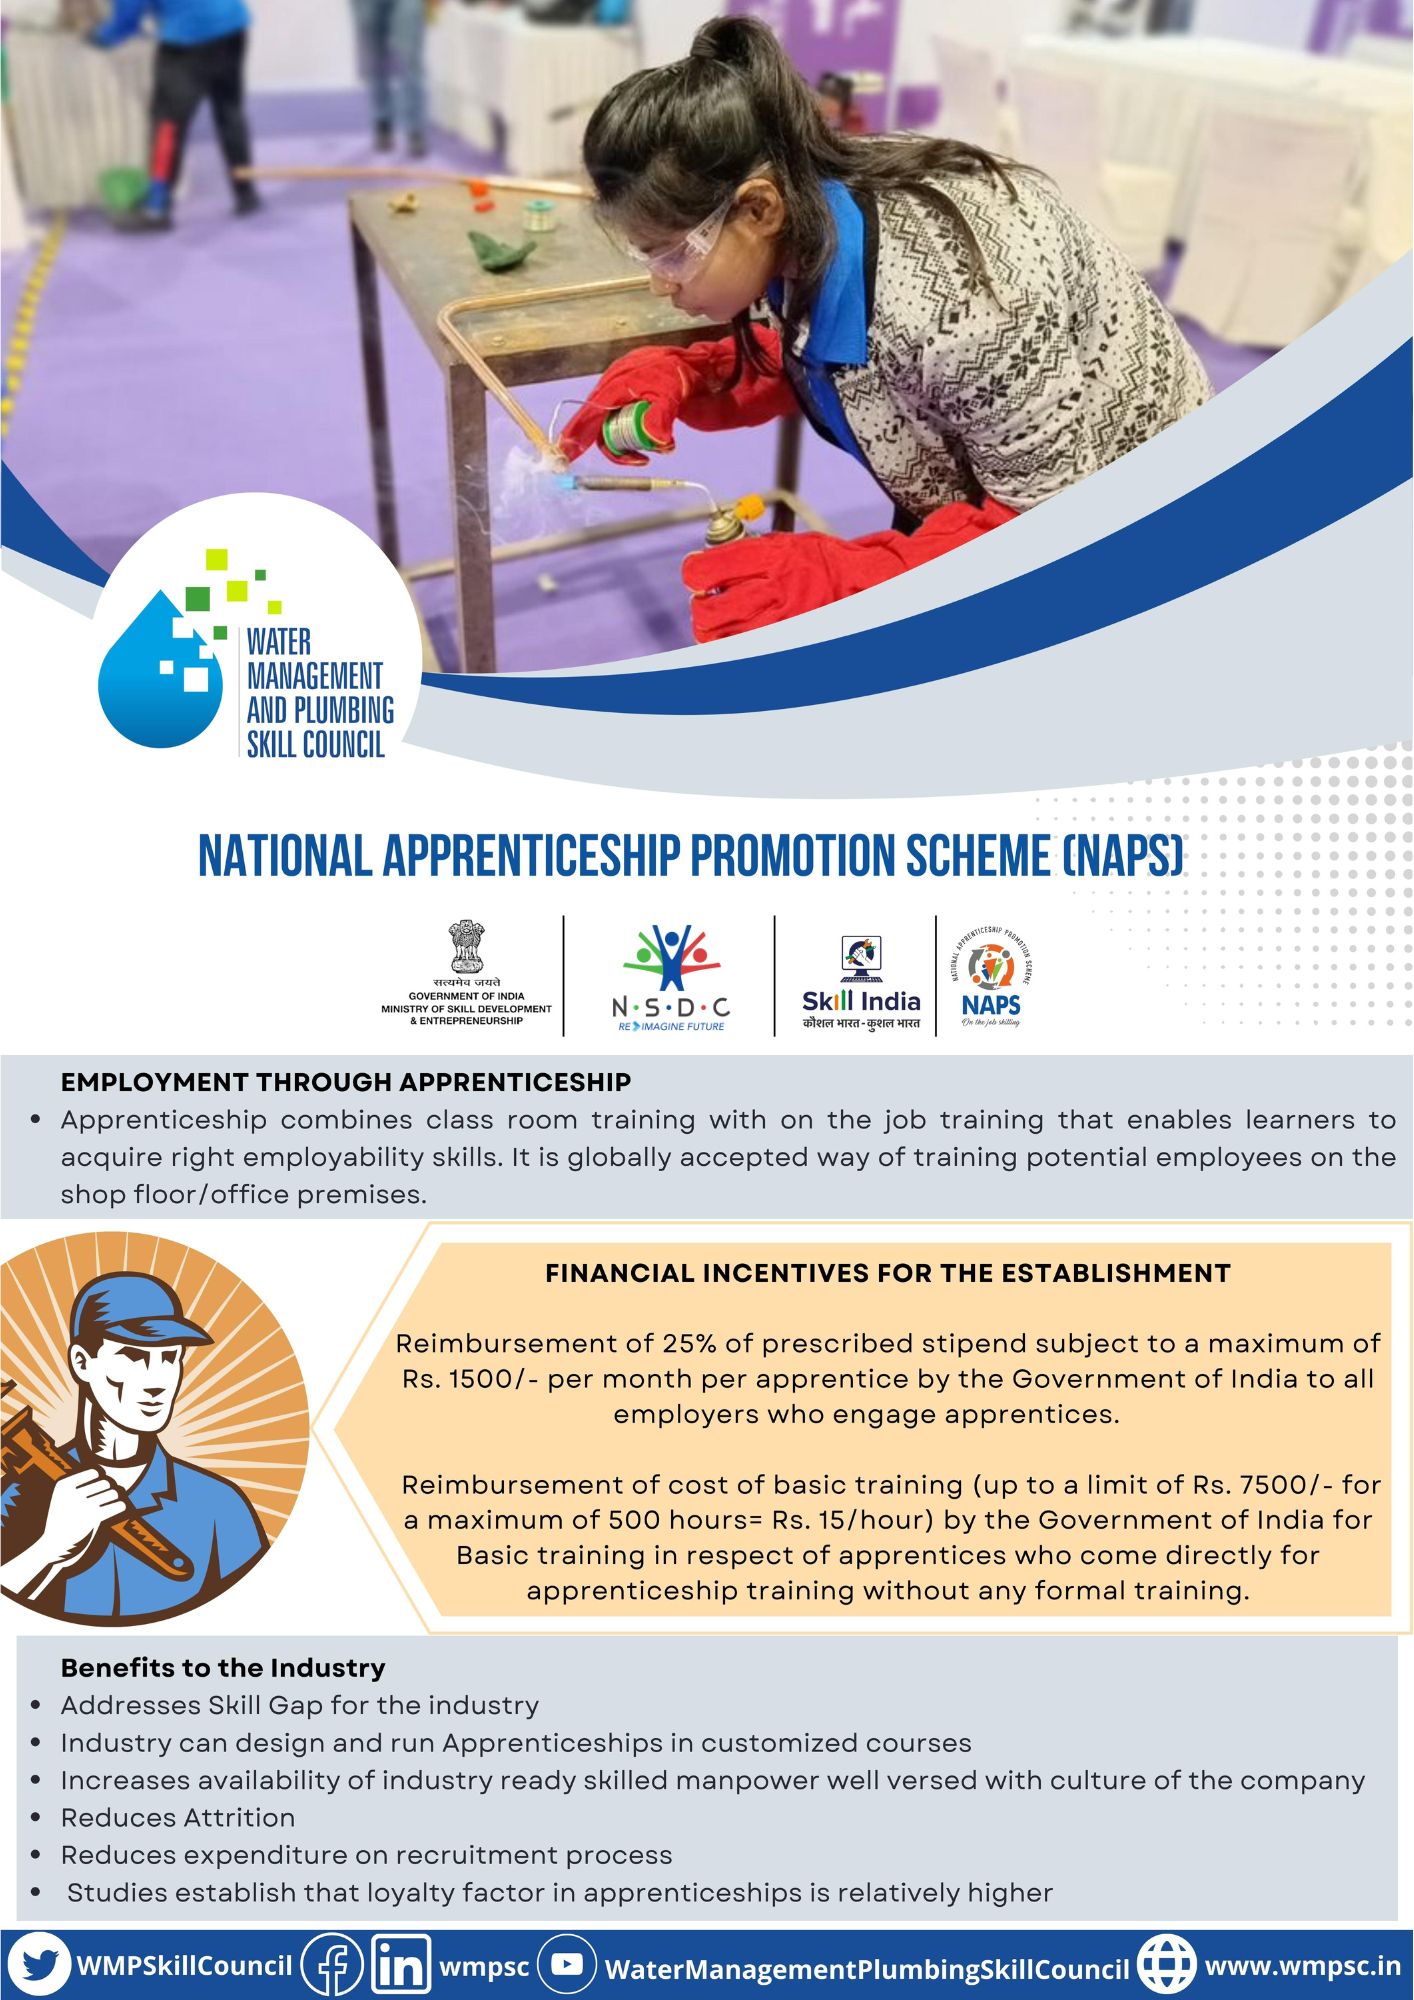 WATER
MANAGEMENT
AND PLUMBING
SKILL COUNCIL
NATIONAL APPRENTICESHIP PROMOTION SCHEME (NAPS)
सत्यमेव जयते
GOVERNMENT OF INDIA
MINISTRY OF SKILL DEVELOPMENT
& ENTREPRENEURSHIP
N·S·D·C
RE IMAGINE FUTURE
Skill India
कौशल भारत-कुशल भारत
NATIONAL APPRENTICESHIP PROMOTION SCHEME
NAPS
On the job skilling
EMPLOYMENT THROUGH APPRENTICESHIP
• Apprenticeship combines class room training with on the job training that enables learners to
acquire right employability skills. It is globally accepted way of training potential employees on the
shop floor/office premises.
FINANCIAL INCENTIVES FOR THE ESTABLISHMENT
Reimbursement of 25% of prescribed stipend subject to a maximum of
Rs. 1500/- per month per apprentice by the Government of India to all
employers who engage apprentices.
Reimbursement of cost of basic training (up to a limit of Rs. 7500/- for
a maximum of 500 hours= Rs. 15/hour) by the Government of India for
Basic training in respect of apprentices who come directly for
apprenticeship training without any formal training.
Benefits to the Industry
• Addresses Skill Gap for the industry
• Industry can design and run Apprenticeships in customized courses
• Increases availability of industry ready skilled manpower well versed with culture of the company
• Reduces Attrition
• Reduces expenditure on recruitment process
• Studies establish that loyalty factor in apprenticeships is relatively higher
WMPSkillCouncil f in wmpsc WaterManagementPlumbingSkillCouncil www.wmpsc.in